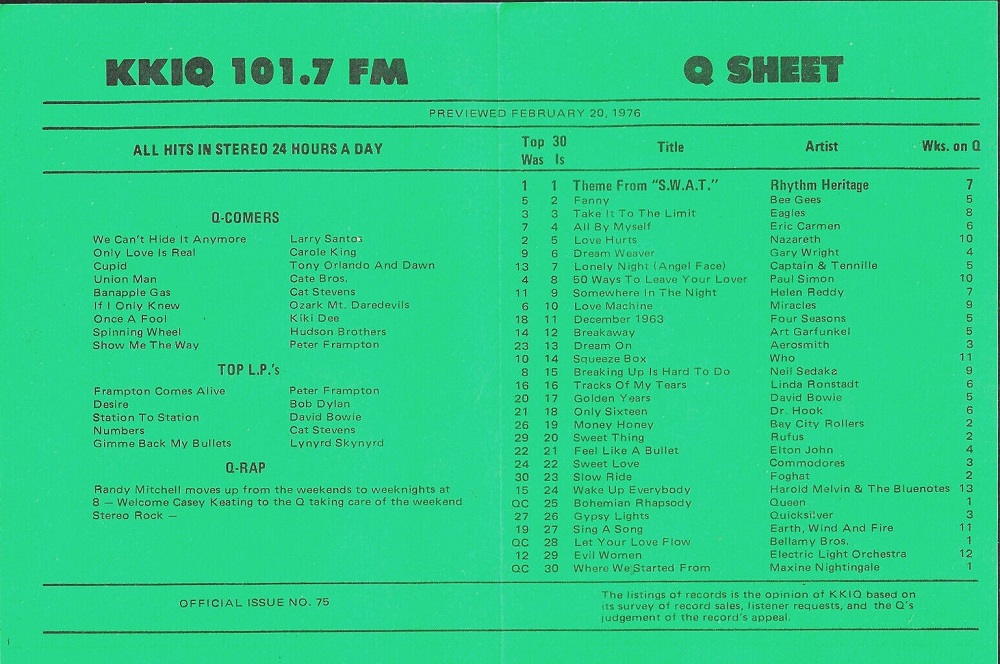 KKIQ 101.7 FM
Q SHEET
PREVIEWED FEBRUARY 20, 1976
ALL HITS IN STEREO 24 HOURS A DAY
Q-COMERS
We Can't Hide It Anymore Larry Santos
Only Love Is Real Carole King
Cupid Tony Orlando And Dawn
Union Man Cate Bros.
Banapple Gas Cat Stevens
If I Only Knew Ozark Mt. Daredevils
Once A Fool Kiki Dee
Spinning Wheel Hudson Brothers
Show Me The Way Peter Frampton
TOP L.P.'s
Frampton Comes Alive Peter Frampton
Desire Bob Dylan
Station To Station David Bowie
Numbers Cat Stevens
Gimme Back My Bullets Lynyrd Skynyrd
Q-RAP
Randy Mitchell moves up from the weekends to weeknights at
8 — Welcome Casey Keating to the Q taking care of the weekend
Stereo Rock —
OFFICIAL ISSUE NO. 75
Top 30 Title Artist Wks. on Q
Was Is
1 1 Theme From "S.W.A.T." Rhythm Heritage 7
5 2 Fanny Bee Gees 5
3 3 Take It To The Limit Eagles 8
7 4 All By Myself Eric Carmen 6
2 5 Love Hurts Nazareth 10
9 6 Dream Weaver Gary Wright 4
13 7 Lonely Night (Angel Face) Captain & Tennille 5
4 8 50 Ways To Leave Your Lover Paul Simon 10
11 9 Somewhere In The Night Helen Reddy 7
6 10 Love Machine Miracles 9
18 11 December 1963 Four Seasons 5
14 12 Breakaway Art Garfunkel 5
23 13 Dream On Aerosmith 3
10 14 Squeeze Box Who 11
8 15 Breaking Up Is Hard To Do Neil Sedaka 9
16 16 Tracks Of My Tears Linda Ronstadt 6
20 17 Golden Years David Bowie 5
21 18 Only Sixteen Dr. Hook 6
26 19 Money Honey Bay City Rollers 2
29 20 Sweet Thing Rufus 2
22 21 Feel Like A Bullet Elton John 4
24 22 Sweet Love Commodores 3
30 23 Slow Ride Foghat 2
15 24 Wake Up Everybody Harold Melvin & The Bluenotes 13
QC 25 Bohemian Rhapsody Queen 1
27 26 Gypsy Lights Quicksilver 3
19 27 Sing A Song Earth, Wind And Fire 11
QC 28 Let Your Love Flow Bellamy Bros. 1
12 29 Evil Women Electric Light Orchestra 12
QC 30 Where We Started From Maxine Nightingale 1
The listings of records is the opinion of KKIQ based on
its survey of record sales, listener requests, and the Q's
judgement of the record's appeal.